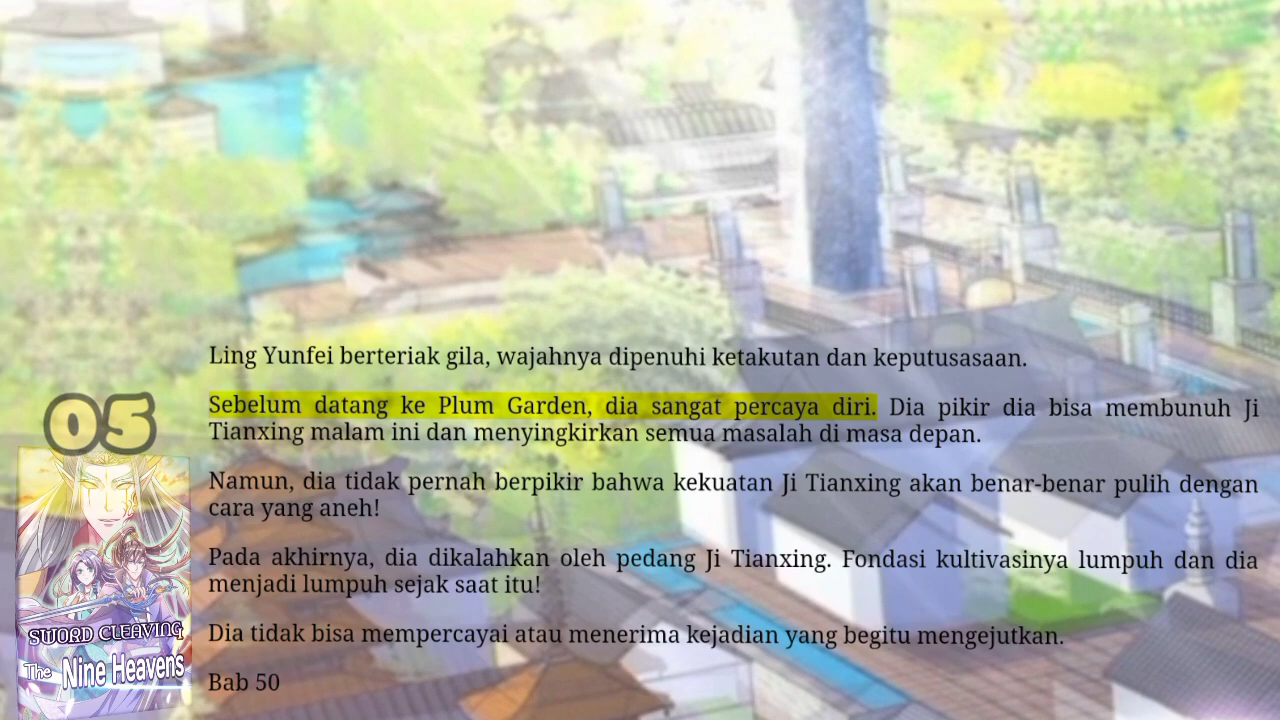 Ling Yunfei berteriak gila, wajahnya dipenuhi ketakutan dan keputusasaan.
Sebelum datang ke Plum Garden, dia sangat percaya diri. Dia pikir dia bisa membunuh Ji
Tianxing malam ini dan menyingkirkan semua masalah di masa depan.
Namun, dia tidak pernah berpikir bahwa kekuatan Ji Tianxing akan benar-benar pulih dengan
cara yang aneh!
Pada akhirnya, dia dikalahkan oleh pedang Ji Tianxing. Fondasi kultivasinya lumpuh dan dia
menjadi lumpuh sejak saat itu!
Dia tidak bisa mempercayai atau menerima kejadian yang begitu mengejutkan.
Bab 50
05
SWORD CLEAVING
The Nine Heavens